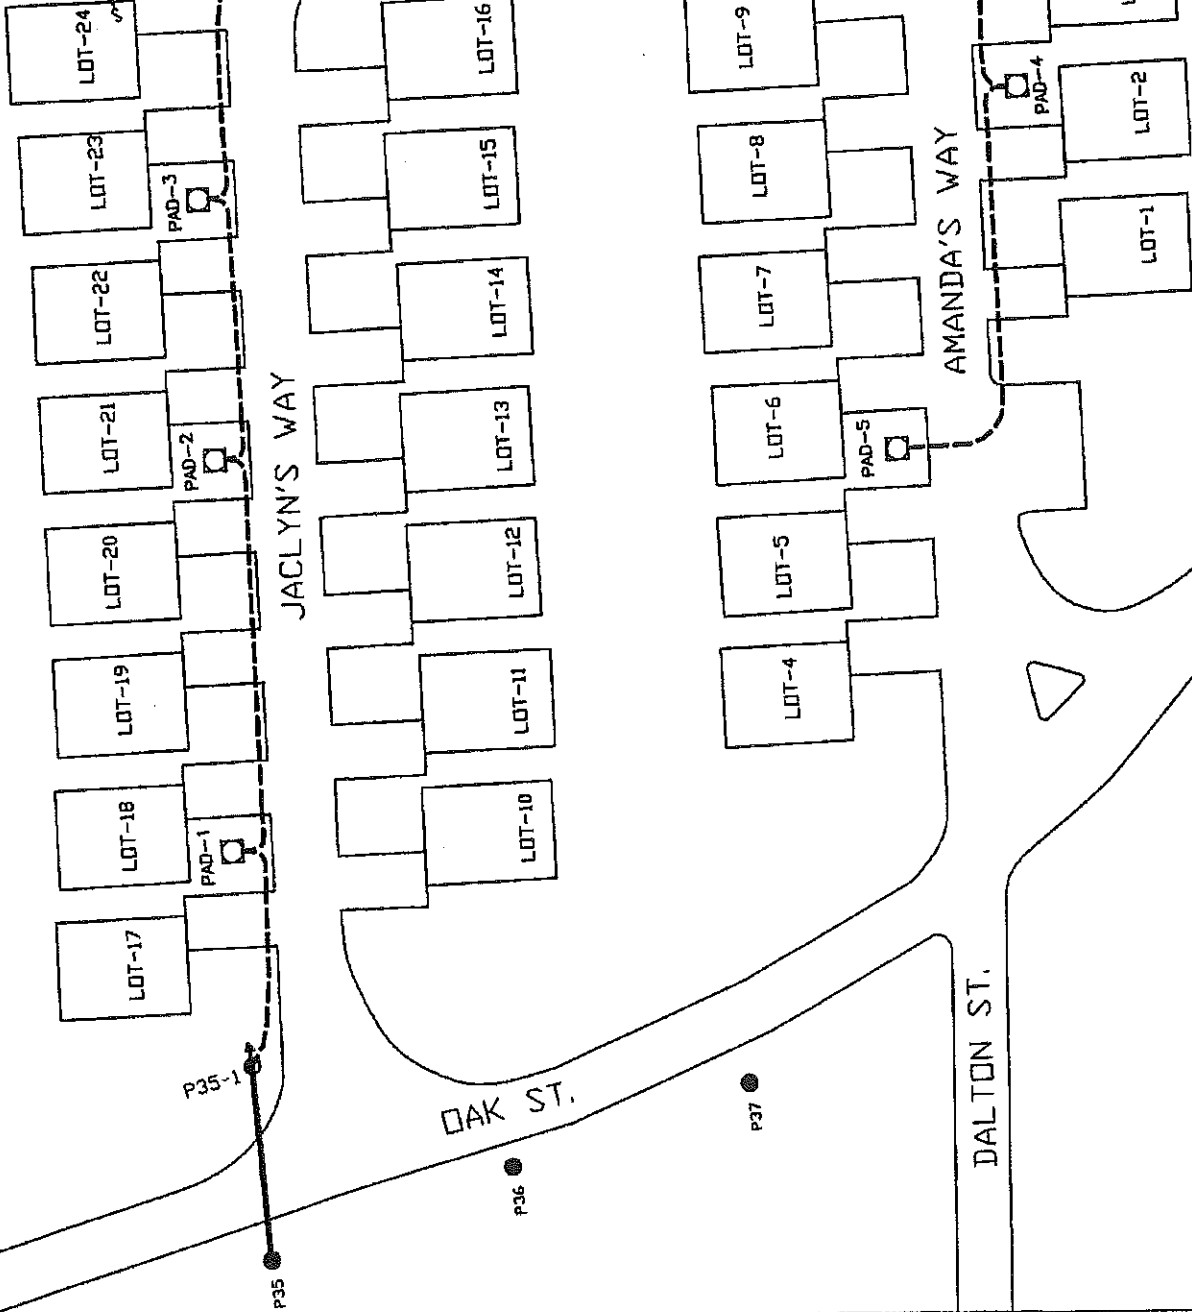 LOT-24
LOT-23
LOT-22
LOT-21
LOT-20
LOT-19
LOT-18
LOT-17
PAD-3
PAD-2
PAD-1
P35-1
P35
JACLYN'S WAY
LOT-16
LOT-15
LOT-14
LOT-13
LOT-12
LOT-11
LOT-10
OAK ST.
P36
P37
LOT-9
LOT-8
LOT-7
LOT-6
LOT-5
LOT-4
PAD-5
AMANDA'S WAY
PAD-4
LOT-2
LOT-1
DALTON ST.